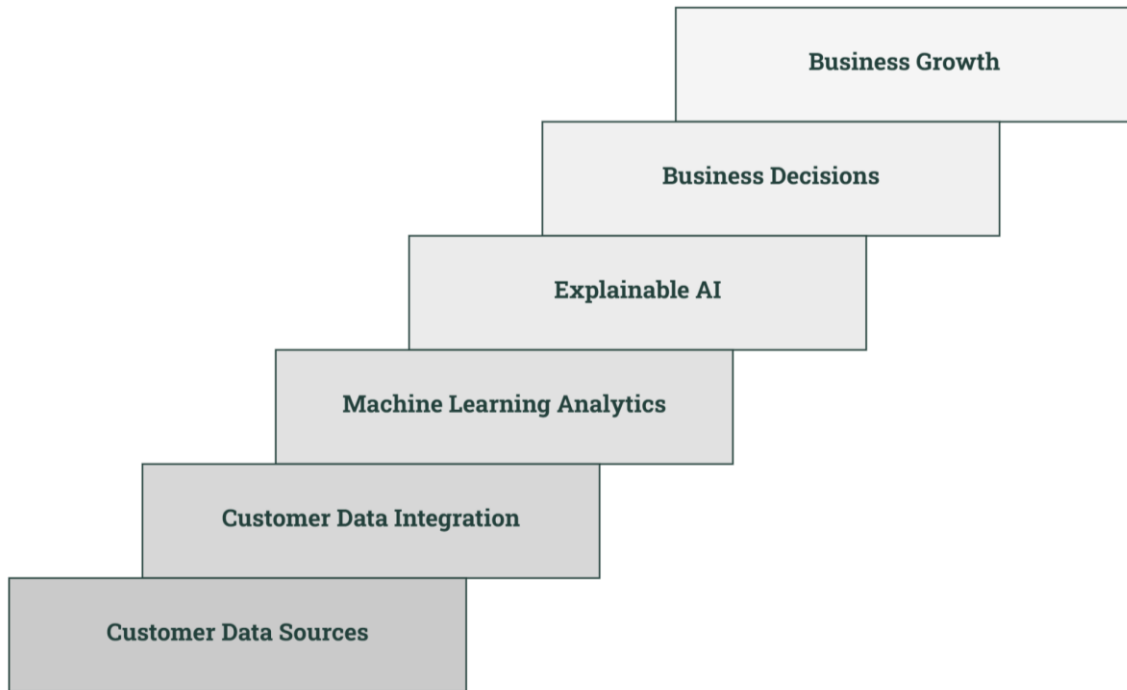 Business Growth
Business Decisions
Explainable AI
Machine Learning Analytics
Customer Data Integration
Customer Data Sources